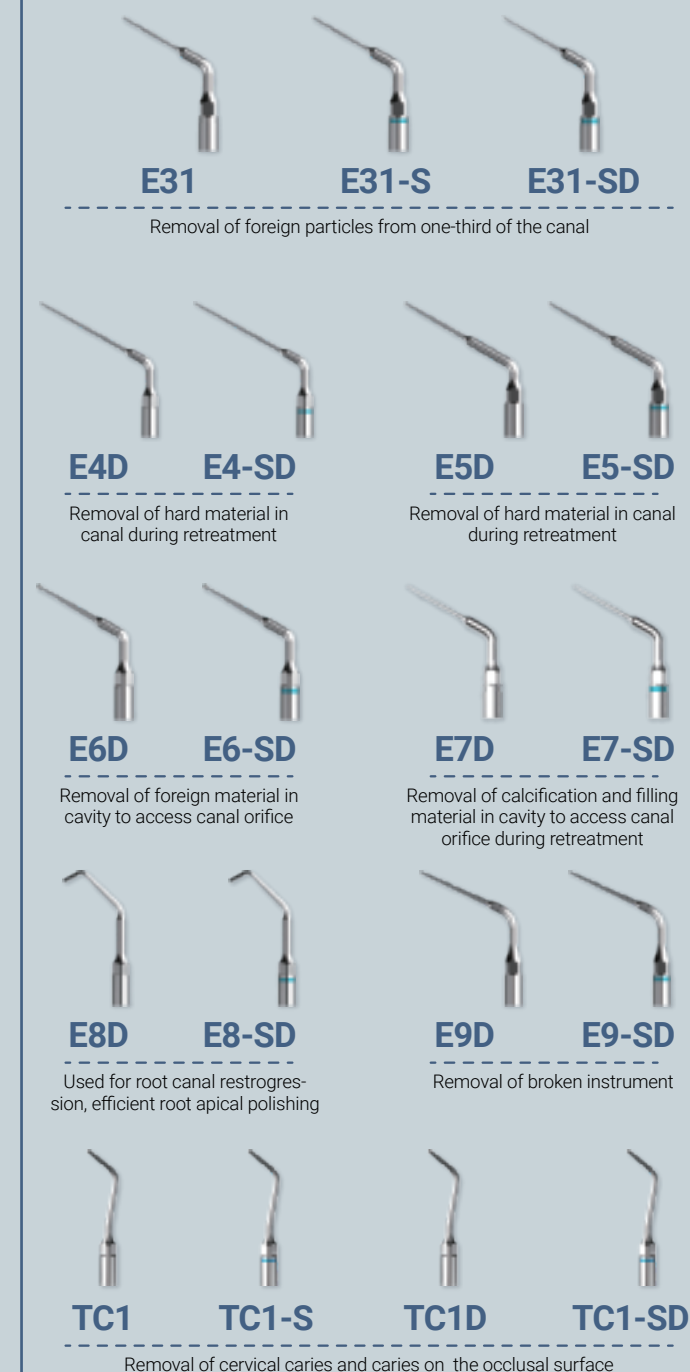 E31 E31-S E31-SD
Removal of foreign particles from one-third of the canal
E4D E4-SD
Removal of hard material in
canal during retreatment
E5D E5-SD
Removal of hard material in canal
during retreatment
E6D E6-SD
Removal of foreign material in
cavity to access canal orifice
E7D E7-SD
Removal of calcification and filling
material in cavity to access canal
orifice during retreatment
E8D E8-SD
Used for root canal restrogres-
sion, efficient root apical polishing
E9D E9-SD
Removal of broken instrument
TC1 TC1-S TC1D TC1-SD
Removal of cervical caries and caries on the occlusal surface